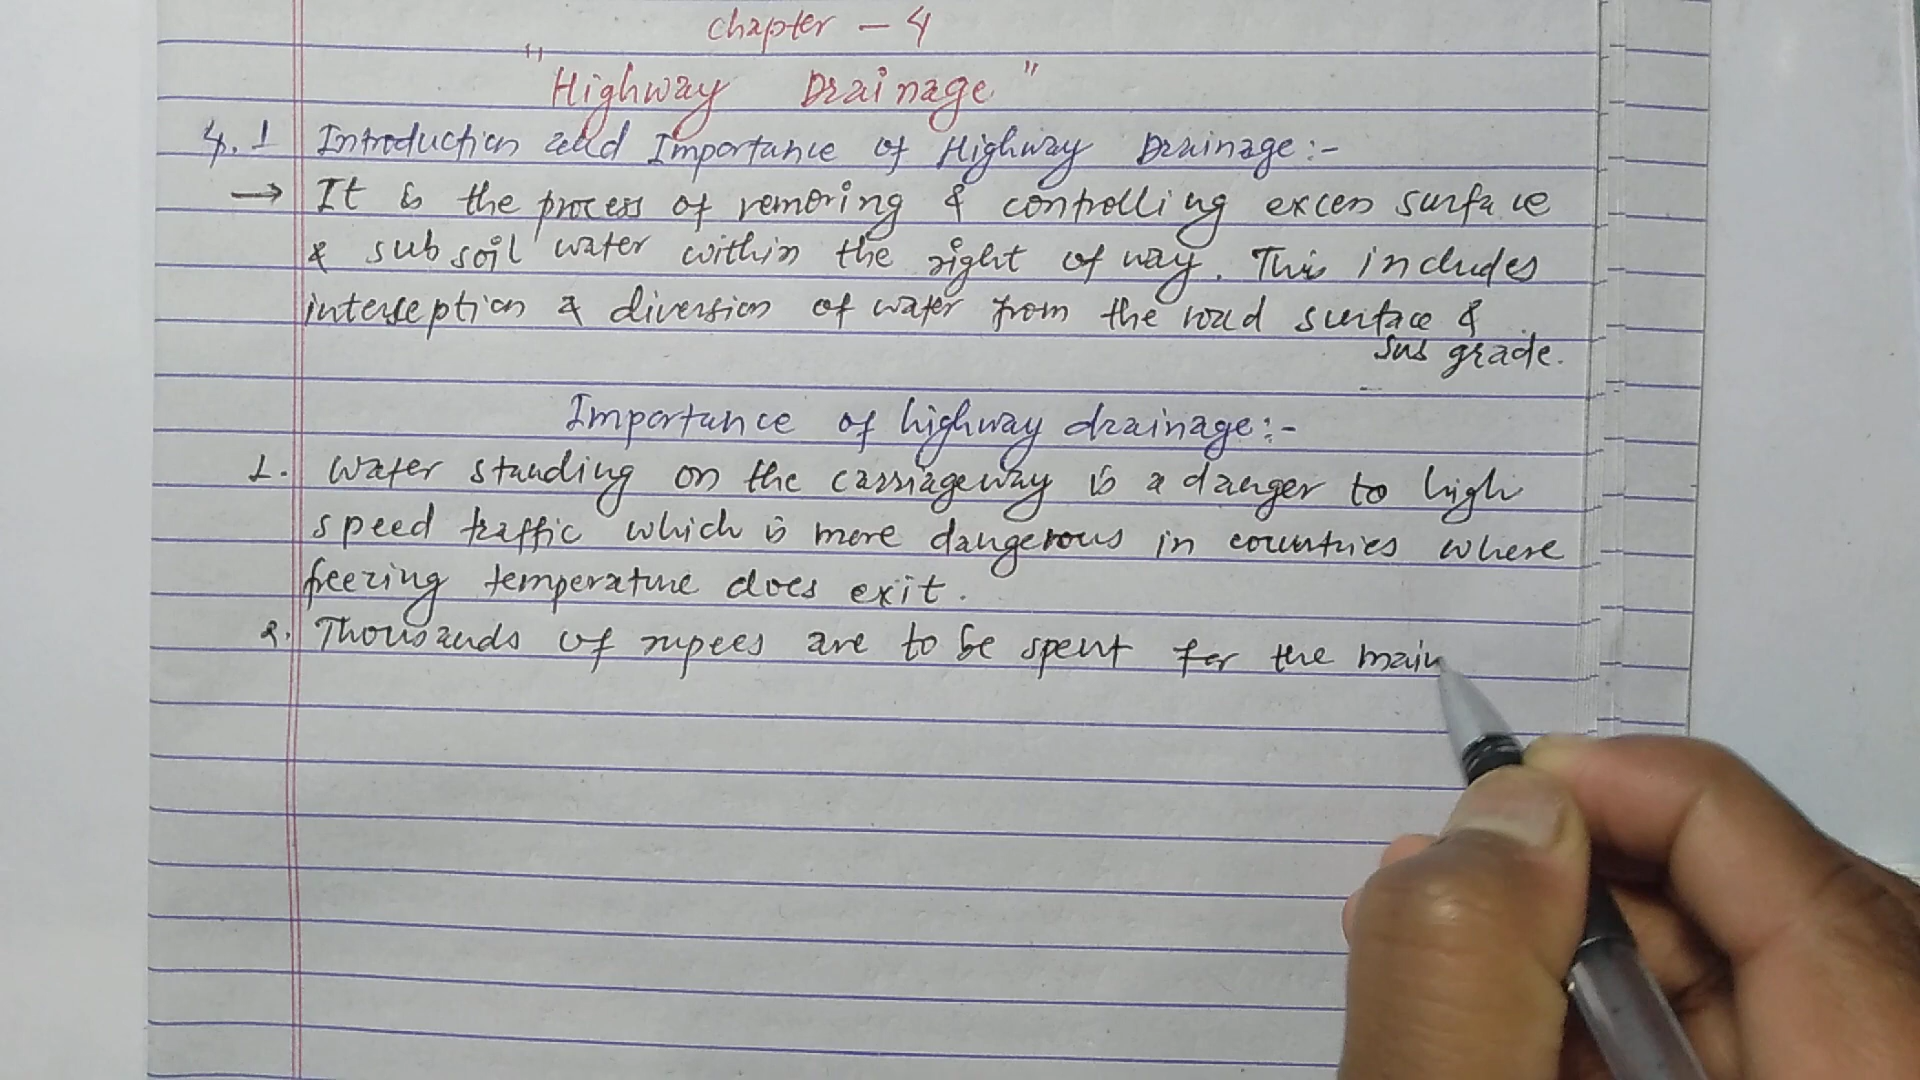 Chapter - 4
"Highway Drainage"
4.1 Introduction and Importance of Highway Drainage:-
→ It is the process of removing & controlling excess surface
& sub soil water within the right of way. This includes
interseption & diversion of water from the road surface &
sub grade.
Importance of highway drainage:-
1. Water standing on the carriageway is a danger to high
speed traffic which is more dangerous in countries where
freezing temperature does exit.
2. Thousands of rupees are to be spent for the main